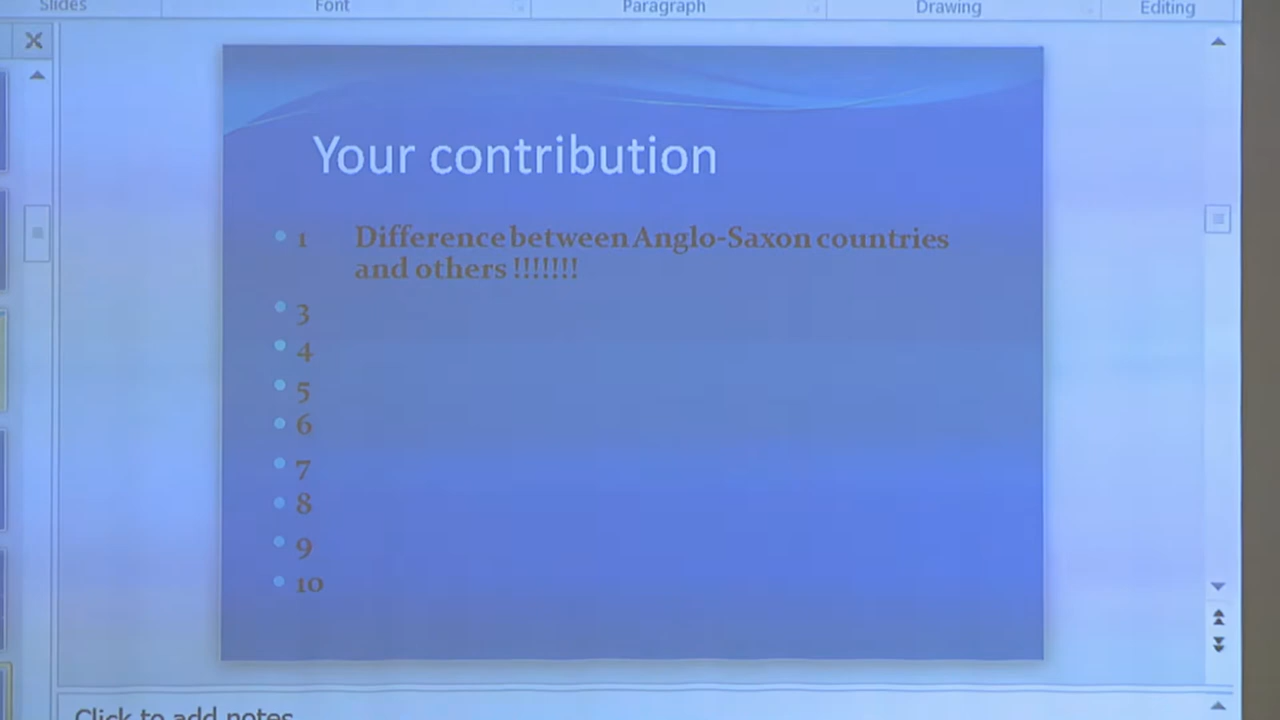 Slides Font Paragraph Drawing Editing
Your contribution
• 1 Difference between Anglo-Saxon countries
and others !!!!!!!
• 3
• 4
• 5
• 6
• 7
• 8
• 9
• 10
Click to add notes